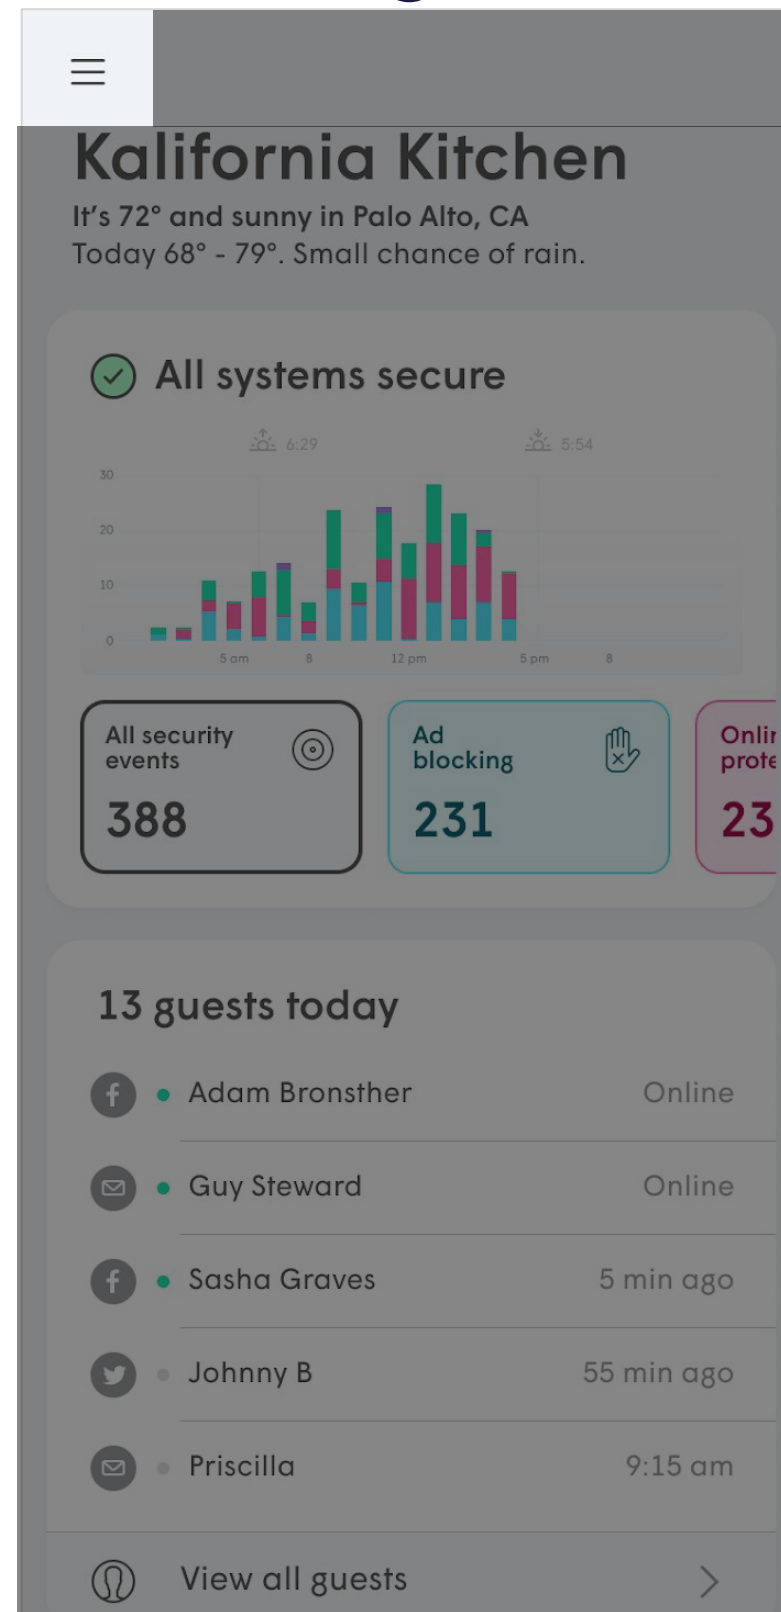 Kalifornia Kitchen
It's 72° and sunny in Palo Alto, CA
Today 68° - 79°. Small chance of rain.
All systems secure
6:29
5:54
30
20
10
0
5 am
8
12 pm
5 pm
8
All security
events
388
Ad
blocking
231
Onlin
prote
23
13 guests today
Adam Bronsther
Online
Guy Steward
Online
Sasha Graves
5 min ago
Johnny B
55 min ago
Priscilla
9:15 am
View all guests